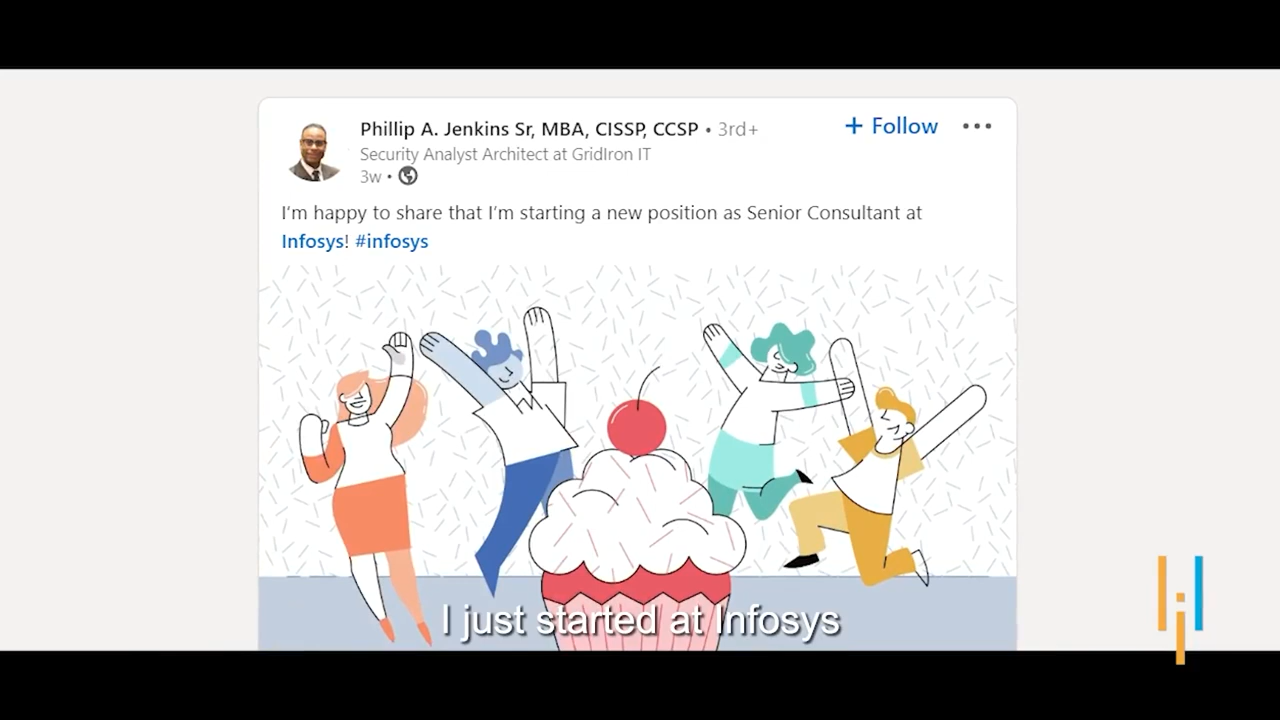 Phillip A. Jenkins Sr, MBA, CISSP, CCSP • 3rd+
+ Follow •••
Security Analyst Architect at GridIron IT
3w •
I'm happy to share that I'm starting a new position as Senior Consultant at
Infosys! #infosys
I just started at Infosys